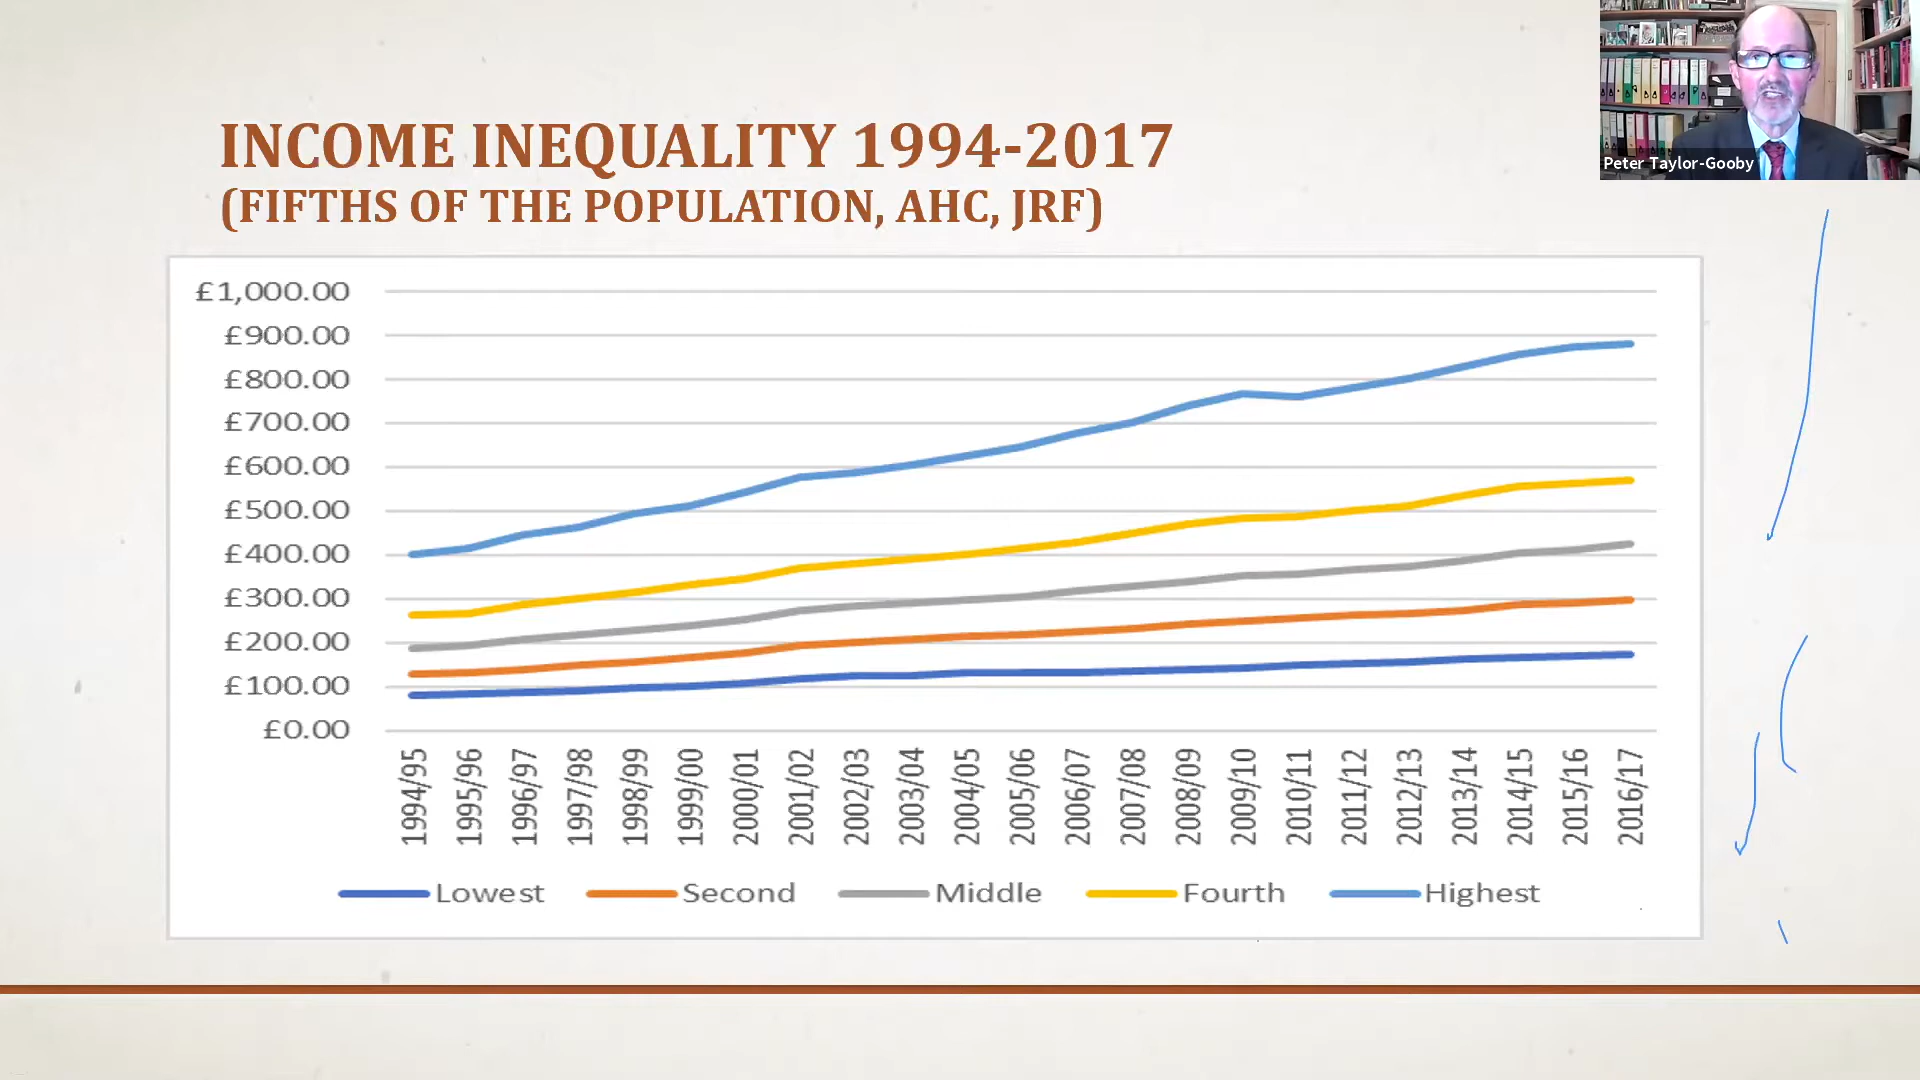 INCOME INEQUALITY 1994-2017
(FIFTHS OF THE POPULATION, AHC, JRF)
Peter Taylor-Gooby
£1,000.00
£900.00
£800.00
£700.00
£600.00
£500.00
£400.00
£300.00
£200.00
£100.00
£0.00
1994/95 1995/96 1996/97 1997/98 1998/99 1999/00 2000/01 2001/02 2002/03 2003/04 2004/05 2005/06 2006/07 2007/08 2008/09 2009/10 2010/11 2011/12 2012/13 2013/14 2014/15 2015/16 2016/17
Lowest Second Middle Fourth Highest